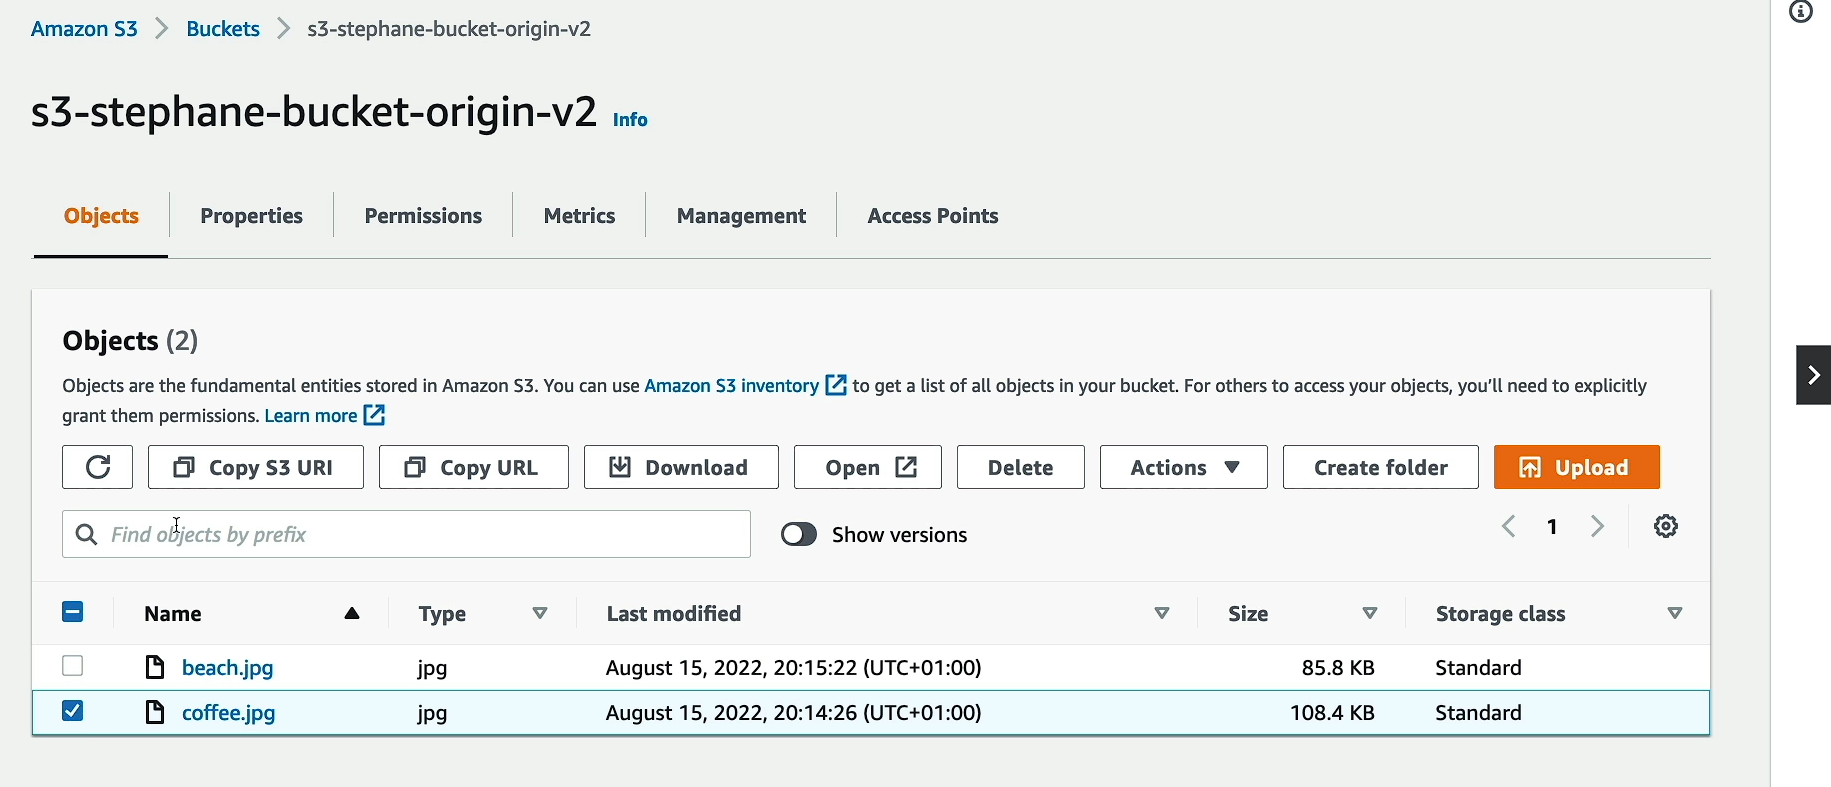 Amazon S3 > Buckets > s3-stephane-bucket-origin-v2
s3-stephane-bucket-origin-v2 Info
Objects Properties Permissions Metrics Management Access Points
Objects (2)
Objects are the fundamental entities stored in Amazon S3. You can use Amazon S3 inventory to get a list of all objects in your bucket. For others to access your objects, you'll need to explicitly
grant them permissions. Learn more
Copy S3 URI Copy URL Download Open Delete Actions Create folder Upload
Find objects by prefix Show versions 1
Name Type Last modified Size Storage class
beach.jpg jpg August 15, 2022, 20:15:22 (UTC+01:00) 85.8 KB Standard
coffee.jpg jpg August 15, 2022, 20:14:26 (UTC+01:00) 108.4 KB Standard